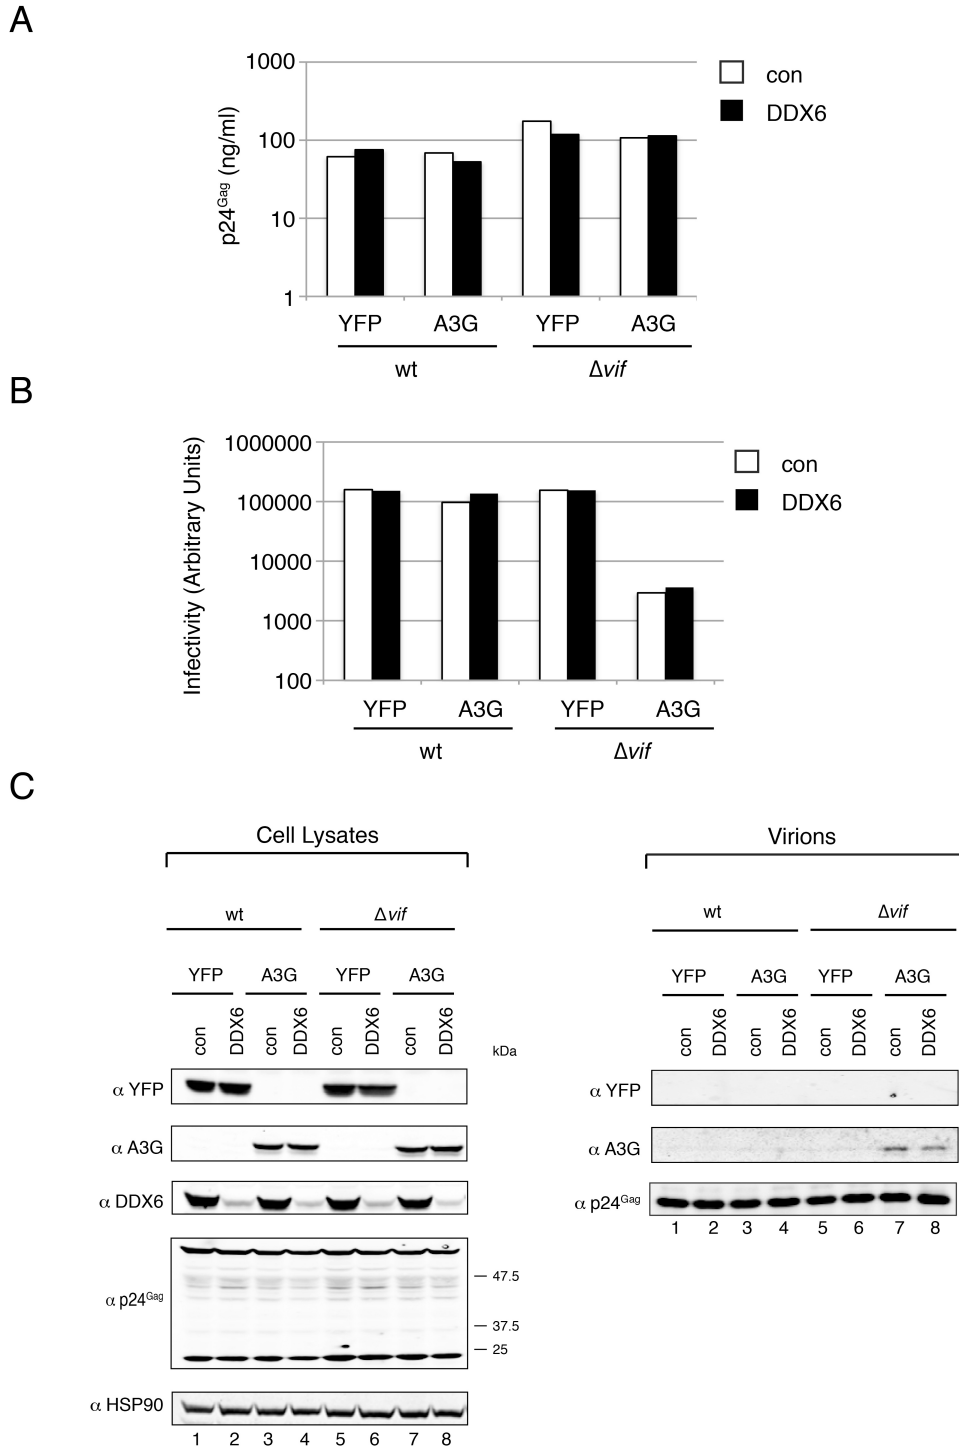 A
1000
100
10
1
p24Gag (ng/ml)
con
DDX6
YFP A3G YFP A3G
wt Δvif
B
1000000
100000
10000
1000
100
Infectivity (Arbitrary Units)
con
DDX6
YFP A3G YFP A3G
wt Δvif
C
Cell Lysates
wt Δvif
YFP A3G YFP A3G
con DDX6 con DDX6 con DDX6 con DDX6
kDa
α YFP
α A3G
α DDX6
α p24Gag
47.5
37.5
25
α HSP90
1 2 3 4 5 6 7 8
Virions
wt Δvif
YFP A3G YFP A3G
con DDX6 con DDX6 con DDX6 con DDX6
α YFP
α A3G
α p24Gag
1 2 3 4 5 6 7 8